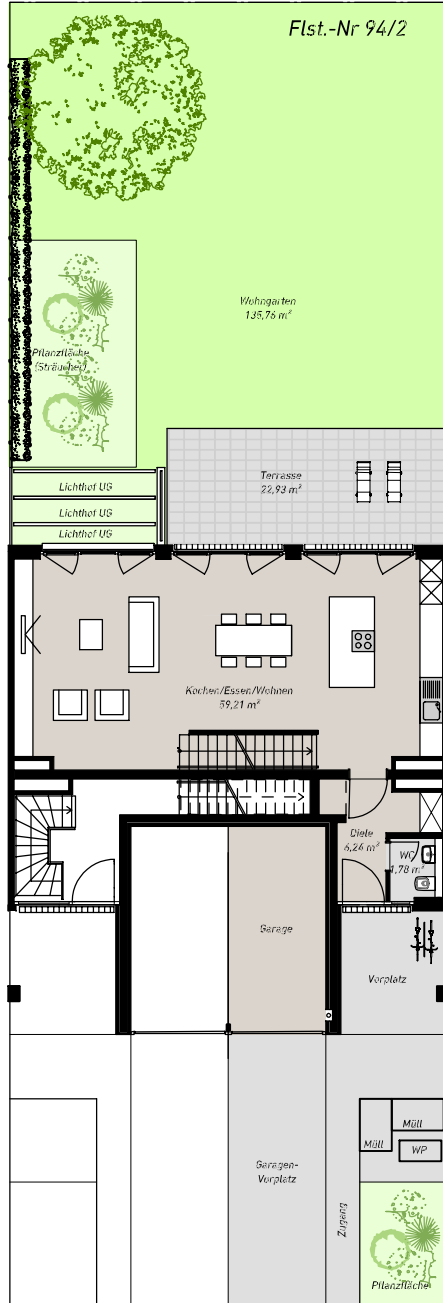 Flst.-Nr 94/2
Wohngarten
135,76 m²
Pflanzfläche
(Sträucher)
Terrasse
22,93 m²
Lichthof UG
Lichthof UG
Lichthof UG
Kochen/Essen/Wohnen
59,21 m²
Diele
6,26 m²
WC
1,78 m²
Garage
Vorplatz
Müll
Müll
WP
Garagen-
Vorplatz
Zugang
Pflanzfläche